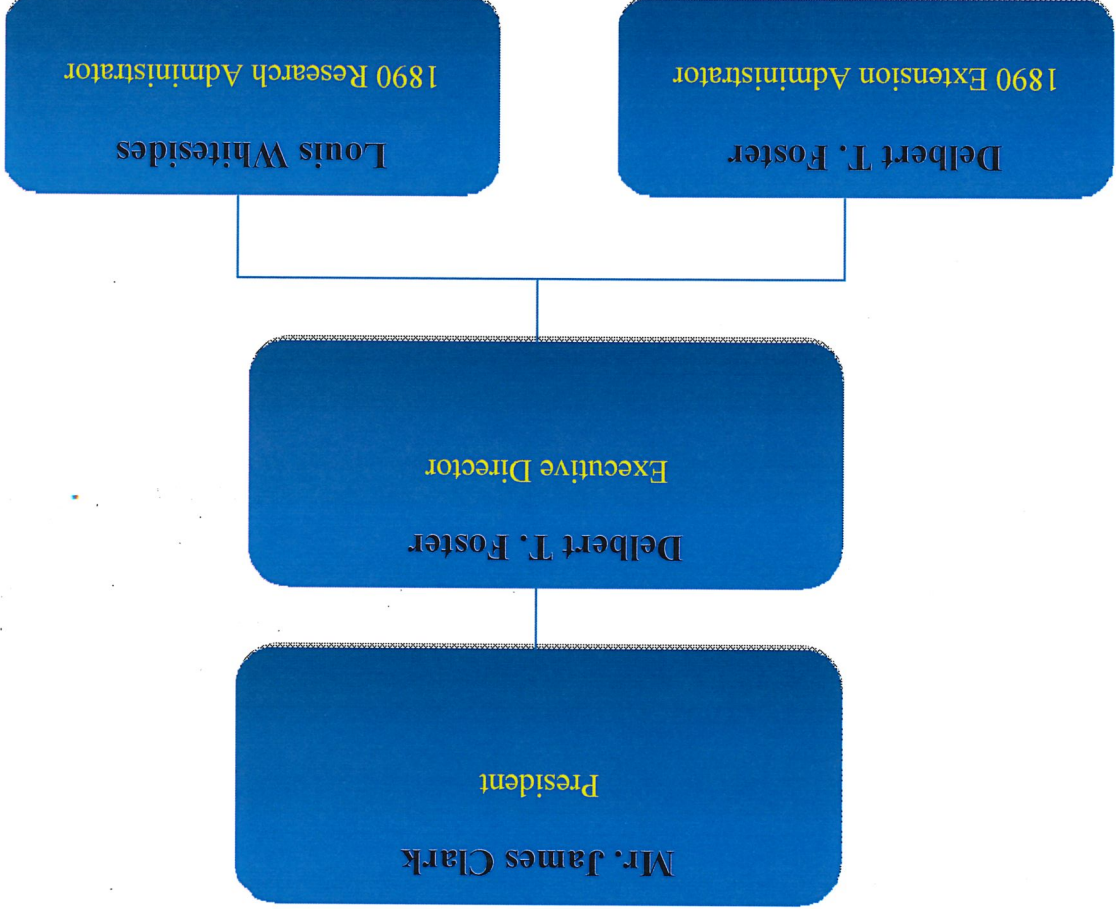 Mr. James Clark
President
Delbert T. Foster
Executive Director
Delbert T. Foster
1890 Extension Administrator
Louis Whitesides
1890 Research Administrator